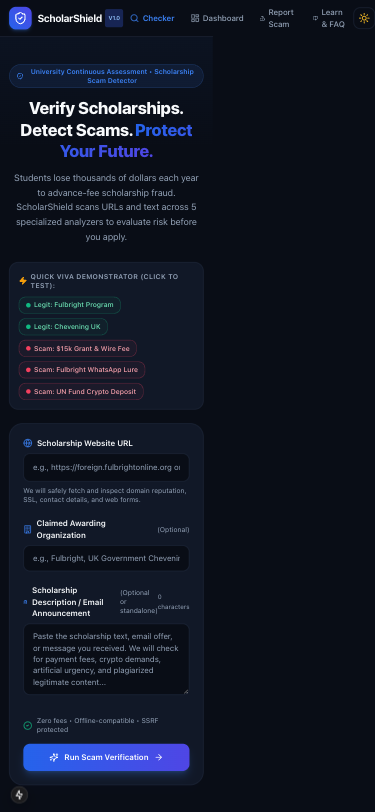 ScholarShield V1.0 Checker Dashboard Report Scam Learn & FAQ
University Continuous Assessment • Scholarship
Scam Detector
Verify Scholarships.
Detect Scams. Protect
Your Future.
Students lose thousands of dollars each year
to advance-fee scholarship fraud.
ScholarShield scans URLs and text across 5
specialized analyzers to evaluate risk before
you apply.
QUICK VIVA DEMONSTRATOR (CLICK TO
TEST):
Legit: Fulbright Program
Legit: Chevening UK
Scam: $15k Grant & Wire Fee
Scam: Fulbright WhatsApp Lure
Scam: UN Fund Crypto Deposit
Scholarship Website URL
e.g., https://foreign.fulbrightonline.org or
We will safely fetch and inspect domain reputation,
SSL, contact details, and web forms.
Claimed Awarding
Organization
(Optional)
e.g., Fulbright, UK Government Chevenin
Scholarship
Description / Email
Announcement
(Optional
or
standalone)
0
characters
Paste the scholarship text, email offer,
or message you received. We will check
for payment fees, crypto demands,
artificial urgency, and plagiarized
legitimate content...
Zero fees • Offline-compatible • SSRF
protected
Run Scam Verification →